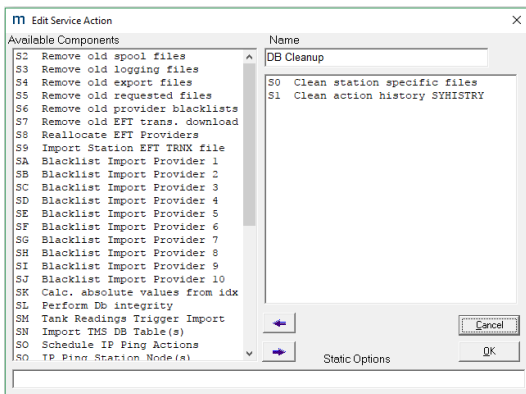 m Edit Service Action
Available Components
S2 Remove old spool files
S3 Remove old logging files
S4 Remove old export files
S5 Remove old requested files
S6 Remove old provider blacklists
S7 Remove old EFT trans. download
S8 Reallocate EFT Providers
S9 Import Station EFT TRNX file
SA Blacklist Import Provider 1
SB Blacklist Import Provider 2
SC Blacklist Import Provider 3
SD Blacklist Import Provider 4
SE Blacklist Import Provider 5
SF Blacklist Import Provider 6
SG Blacklist Import Provider 7
SH Blacklist Import Provider 8
SI Blacklist Import Provider 9
SJ Blacklist Import Provider 10
SK Calc. absolute values from idx
SL Perform Db integrity
SM Tank Readings Trigger Import
SN Import TMS DB Table(s)
SO Schedule IP Ping Actions
SQ IP Ping Station Node(s)
Name
DB Cleanup
S0 Clean station specific files
S1 Clean action history SYHISTRY
Cancel
Static Options
OK